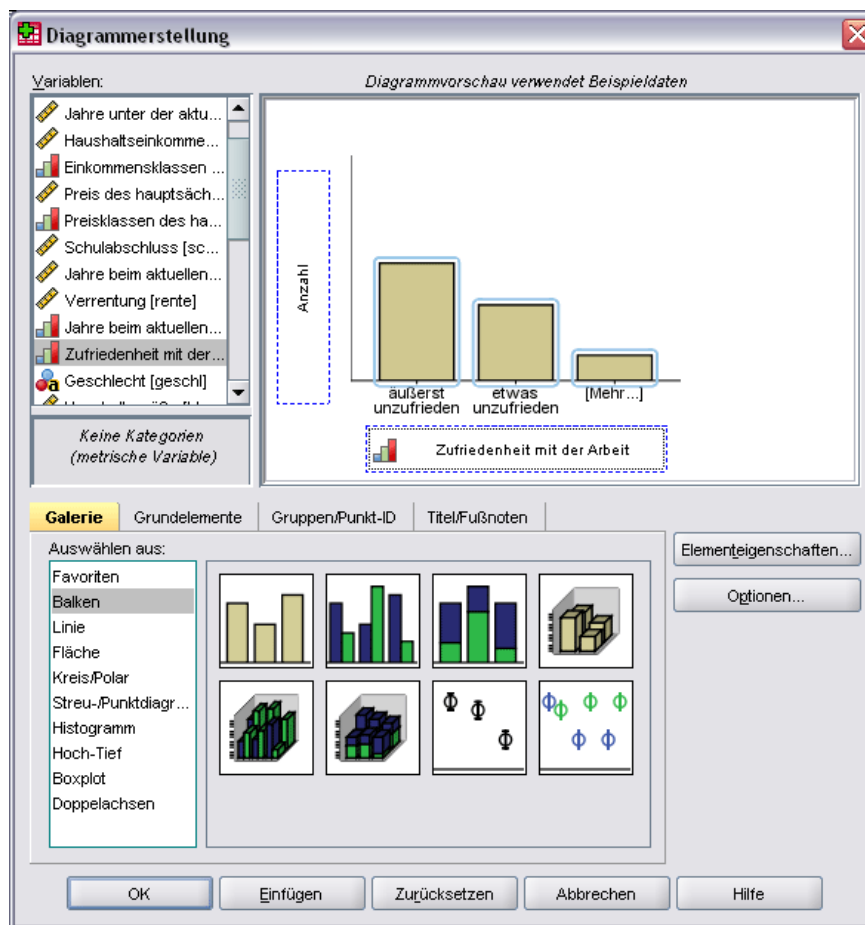 Diagrammerstellung
Variablen:
Diagrammvorschau verwendet Beispieldaten
Jahre unter der aktu...
Haushaltseinkomme...
Einkommensklassen ...
Preis des hauptsäch...
Preisklassen des ha...
Schulabschluss [sc...
Jahre beim aktuellen...
Verrentung [rente]
Jahre beim aktuellen...
Zufriedenheit mit der...
Geschlecht [geschl]
Keine Kategorien
(metrische Variable)
Anzahl
äußerst
unzufrieden
etwas
unzufrieden
[Mehr...]
Zufriedenheit mit der Arbeit
Galerie
Grundelemente
Gruppen/Punkt-ID
Titel/Fußnoten
Auswählen aus:
Favoriten
Balken
Linie
Fläche
Kreis/Polar
Streu-/Punktdiagr...
Histogramm
Hoch-Tief
Boxplot
Doppelachsen
Elementeigenschaften...
Optionen...
OK
Einfügen
Zurücksetzen
Abbrechen
Hilfe